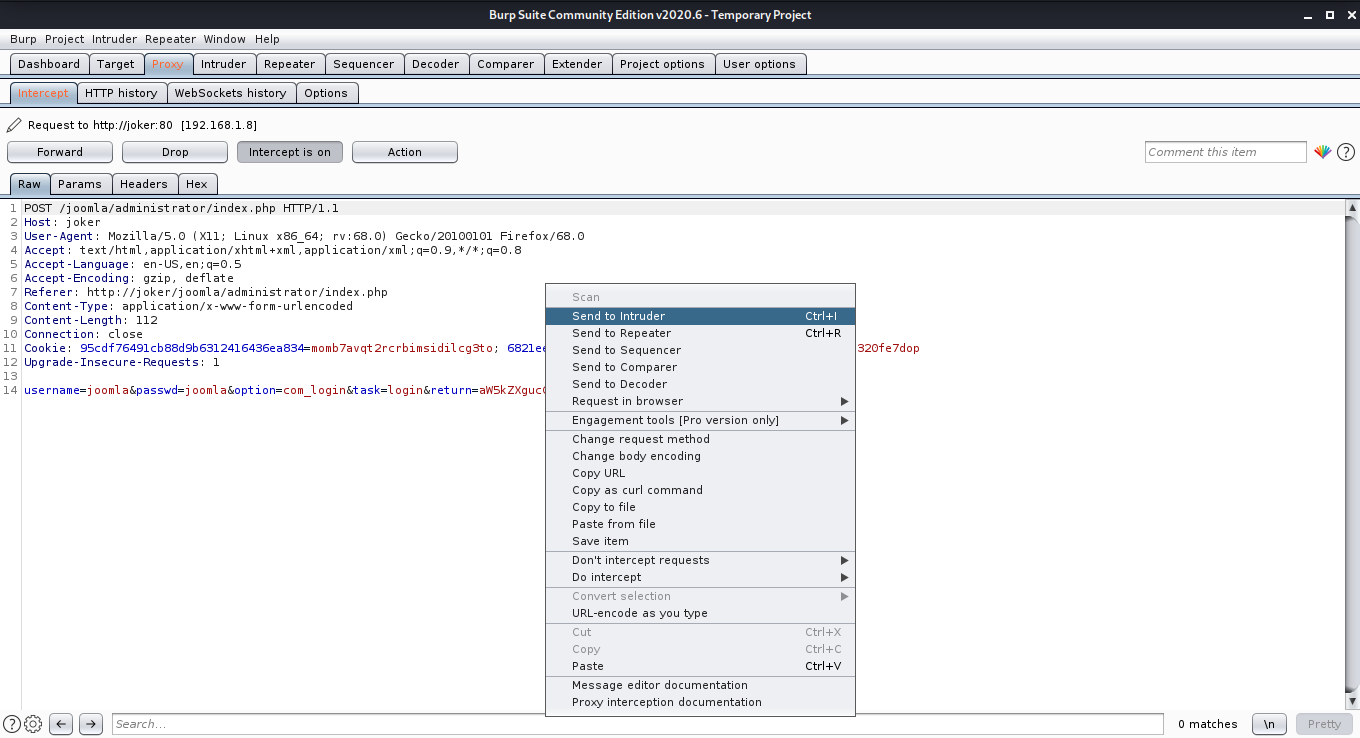 Burp Suite Community Edition v2020.6 - Temporary Project
Burp Project Intruder Repeater Window Help
Dashboard Target Proxy Intruder Repeater Sequencer Decoder Comparer Extender Project options User options
Intercept HTTP history WebSockets history Options
Request to http://joker:80 [192.168.1.8]
Forward Drop Intercept is on Action Comment this item
Raw Params Headers Hex
1 POST /joomla/administrator/index.php HTTP/1.1
2 Host: joker
3 User-Agent: Mozilla/5.0 (X11; Linux x86_64; rv:68.0) Gecko/20100101 Firefox/68.0
4 Accept: text/html,application/xhtml+xml,application/xml;q=0.9,*/*;q=0.8
5 Accept-Language: en-US,en;q=0.5
6 Accept-Encoding: gzip, deflate
7 Referer: http://joker/joomla/administrator/index.php
8 Content-Type: application/x-www-form-urlencoded
9 Content-Length: 112
10 Connection: close
11 Cookie: 95cdf76491cb88d9b6312416436ea834=momb7avqt2rcrbimsidilcg3to; 6821ee 320fe7dop
12 Upgrade-Insecure-Requests: 1
13
14 username=joomla&passwd=joomla&option=com_login&task=login&return=aW5kZXguc
Scan
Send to Intruder Ctrl+I
Send to Repeater Ctrl+R
Send to Sequencer
Send to Comparer
Send to Decoder
Request in browser
Engagement tools [Pro version only]
Change request method
Change body encoding
Copy URL
Copy as curl command
Copy to file
Paste from file
Save item
Don't intercept requests
Do intercept
Convert selection
URL-encode as you type
Cut Ctrl+X
Copy Ctrl+C
Paste Ctrl+V
Message editor documentation
Proxy interception documentation
Search... 0 matches \n Pretty